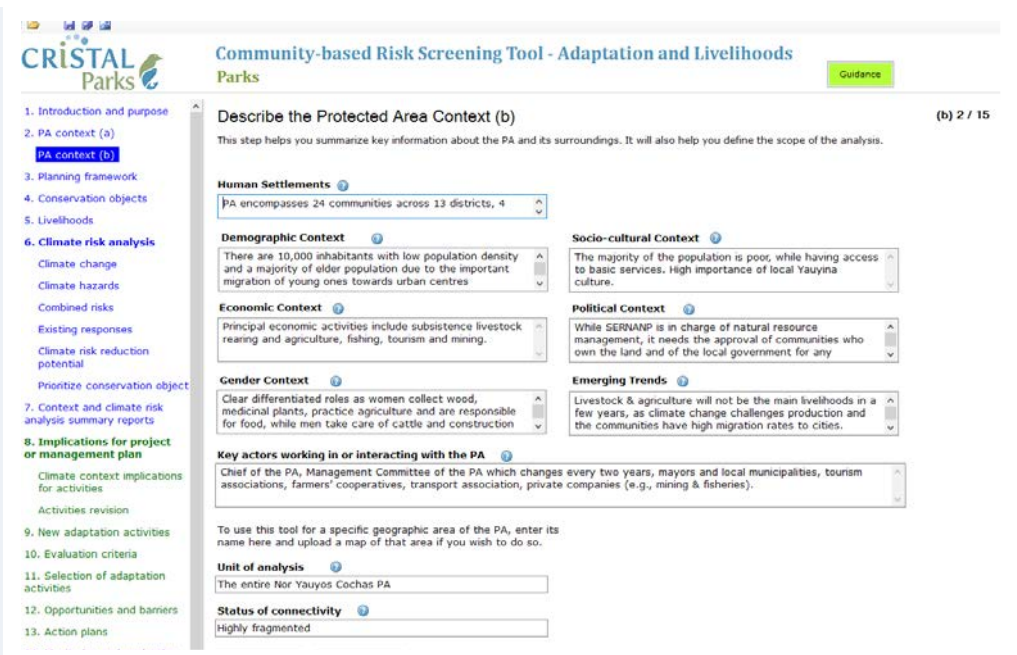 CRiSTAL
Parks
Community-based Risk Screening Tool - Adaptation and Livelihoods
Parks
Guidance
1. Introduction and purpose
2. PA context (a)
PA context (b)
3. Planning framework
4. Conservation objects
5. Livelihoods
6. Climate risk analysis
Climate change
Climate hazards
Combined risks
Existing responses
Climate risk reduction
potential
Prioritize conservation object
7. Context and climate risk
analysis summary reports
8. Implications for project
or management plan
Climate context implications
for activities
Activities revision
9. New adaptation activities
10. Evaluation criteria
11. Selection of adaptation
activities
12. Opportunities and barriers
13. Action plans
Describe the Protected Area Context (b)
(b) 2 / 15
This step helps you summarize key information about the PA and its surroundings. It will also help you define the scope of the analysis.
Human Settlements
PA encompasses 24 communities across 13 districts, 4
Demographic Context
There are 10,000 inhabitants with low population density
and a majority of elder population due to the important
migration of young ones towards urban centres
Socio-cultural Context
The majority of the population is poor, while having access
to basic services. High importance of local Yauyina
culture.
Economic Context
Principal economic activities include subsistence livestock
rearing and agriculture, fishing, tourism and mining.
Political Context
While SERNANP is in charge of natural resource
management, it needs the approval of communities who
own the land and of the local government for any
Gender Context
Clear differentiated roles as women collect wood,
medicinal plants, practice agriculture and are responsible
for food, while men take care of cattle and construction
Emerging Trends
Livestock & agriculture will not be the main livelihoods in a
few years, as climate change challenges production and
the communities have high migration rates to cities.
Key actors working in or interacting with the PA
Chief of the PA, Management Committee of the PA which changes every two years, mayors and local municipalities, tourism
associations, farmers' cooperatives, transport association, private companies (e.g., mining & fisheries).
To use this tool for a specific geographic area of the PA, enter its
name here and upload a map of that area if you wish to do so.
Unit of analysis
The entire Nor Yauyos Cochas PA
Status of connectivity
Highly fragmented